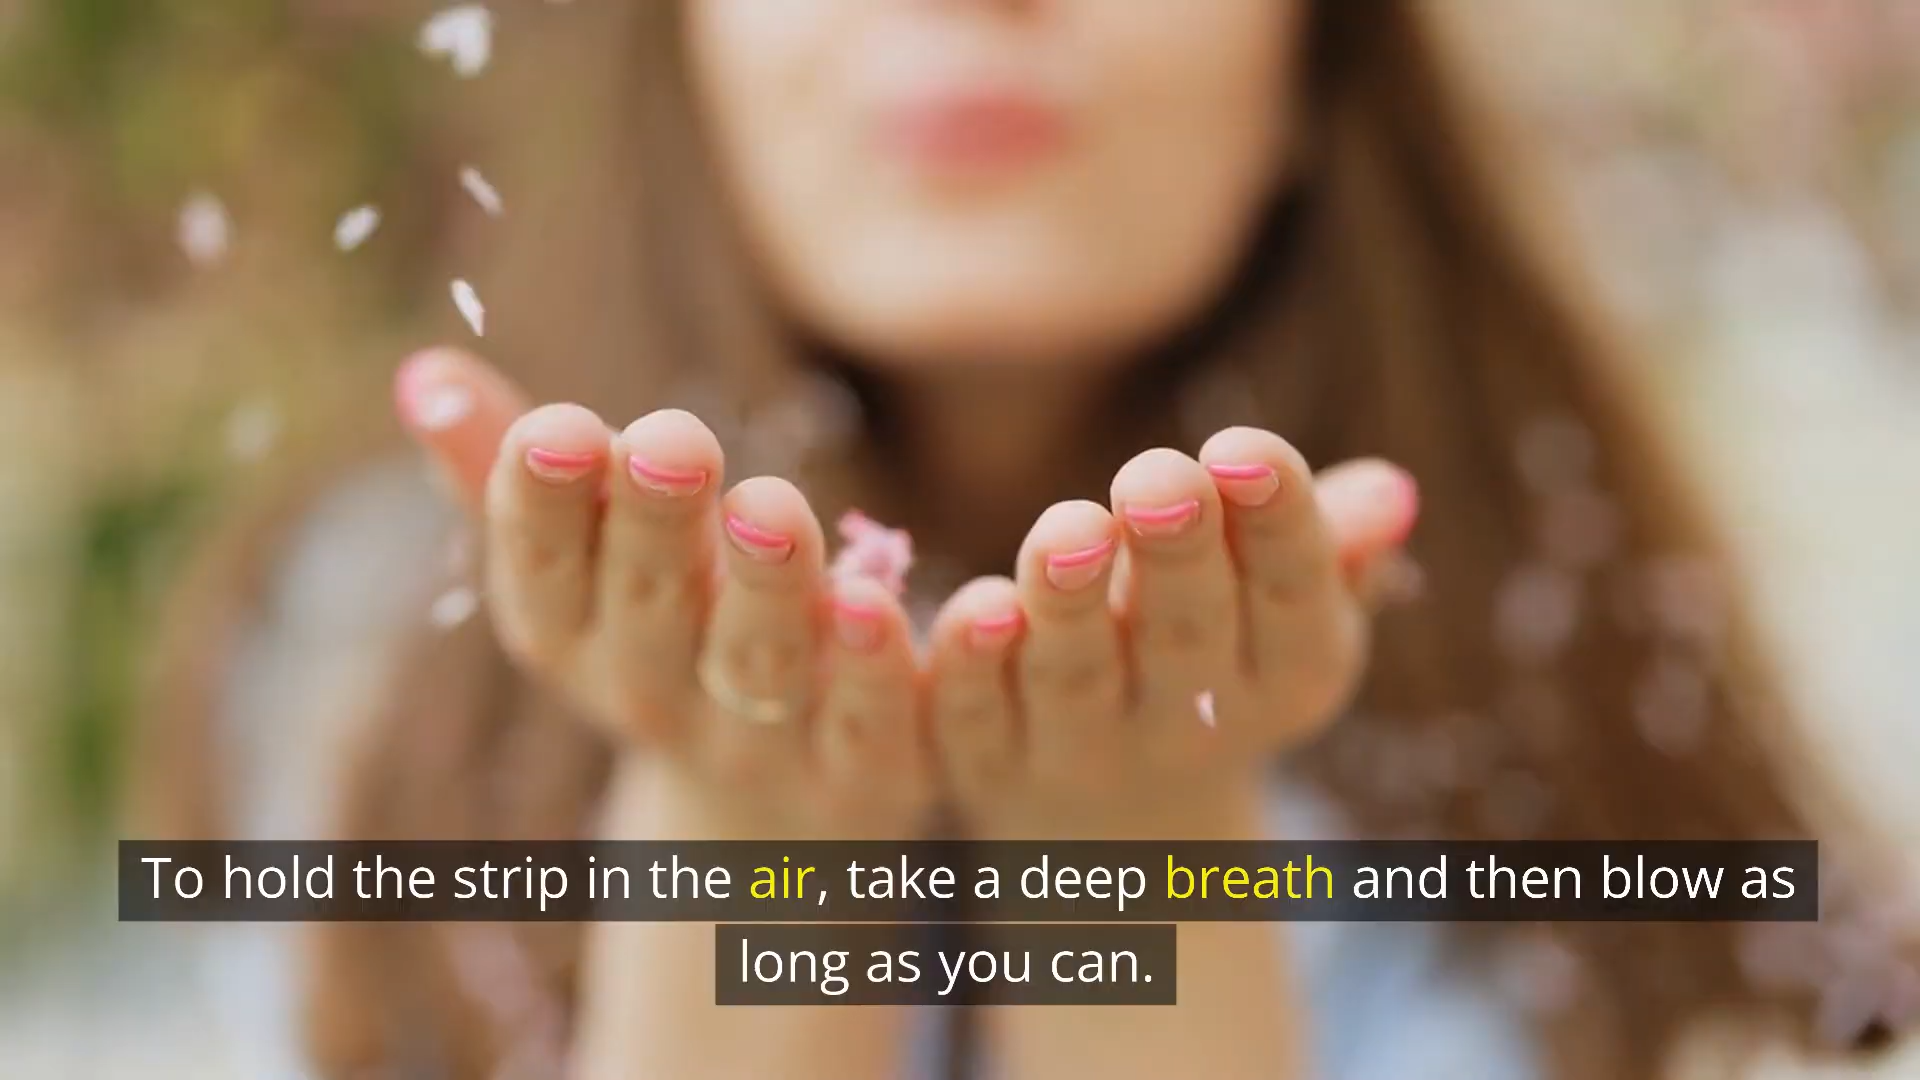 To hold the strip in the air, take a deep breath and then blow as
long as you can.